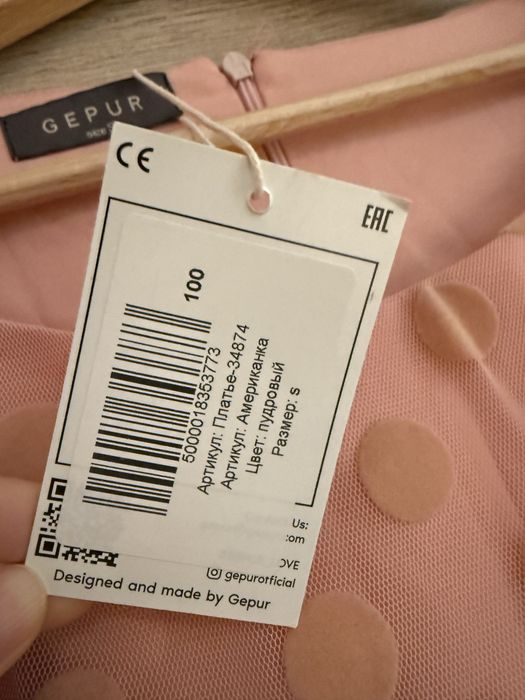 GEPUR
CE
EAC
100
5000018353773
Артикул: Платье-34874
Артикул: Американка
Цвет: пудровый
Размер: s
Us:
:om
OVE
gepurofficial
Designed and made by Gepur